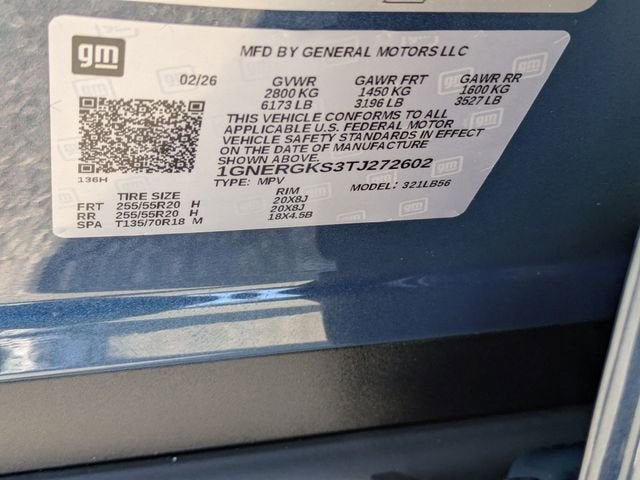 gm
MFD BY GENERAL MOTORS LLC
02/26 GVWR GAWR FRT GAWR RR
2800 KG 1450 KG 1600 KG
6173 LB 3196 LB 3527 LB
THIS VEHICLE CONFORMS TO ALL
APPLICABLE U.S. FEDERAL MOTOR
VEHICLE SAFETY STANDARDS IN EFFECT
ON THE DATE OF MANUFACTURE
SHOWN ABOVE.
1GNERGKS3TJ272602
136H
TYPE: MPV MODEL: 321LB56
TIRE SIZE RIM
FRT 255/55R20 H 20X8J
RR 255/55R20 H 20X8J
SPA T135/70R18 M 18X4.5B